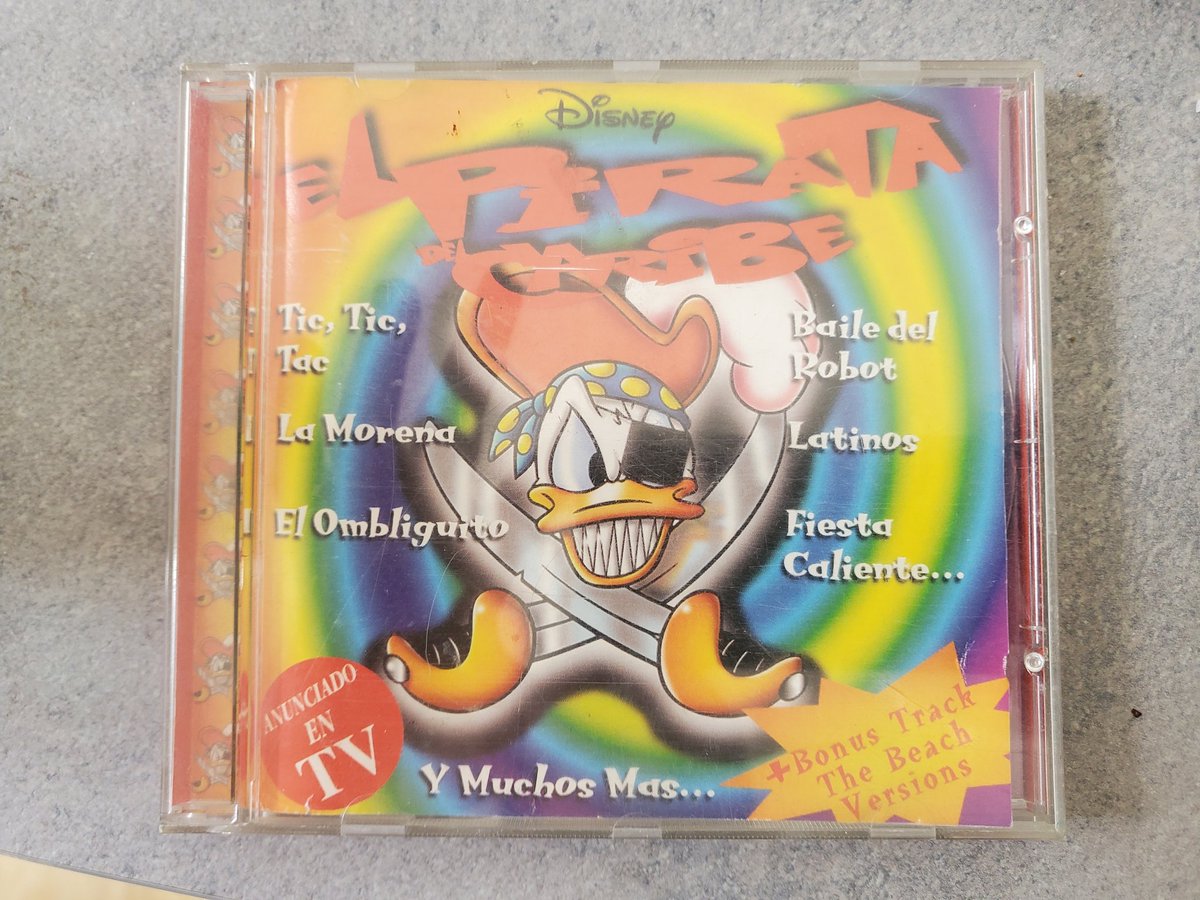 Disney
EL PIRATA
DEL CARIBE
Tic, Tic,
Tac
La Morena
El Ombliguito
Baile del
Robot
Latinos
Fiesta
Caliente...
ANUNCIADO
EN
TV
Y Muchos Mas...
+Bonus Track
The Beach
Versions